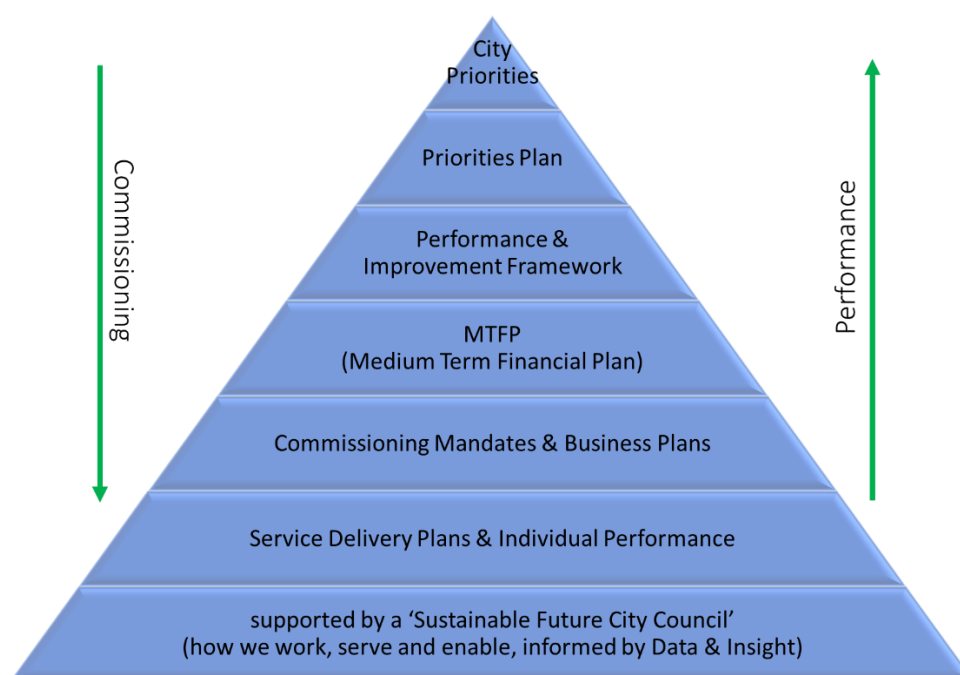 City
Priorities
Priorities Plan
Performance &
Improvement Framework
MTFP
(Medium Term Financial Plan)
Commissioning Mandates & Business Plans
Service Delivery Plans & Individual Performance
supported by a ‘Sustainable Future City Council’
(how we work, serve and enable, informed by Data & Insight)
Commissioning
Performance